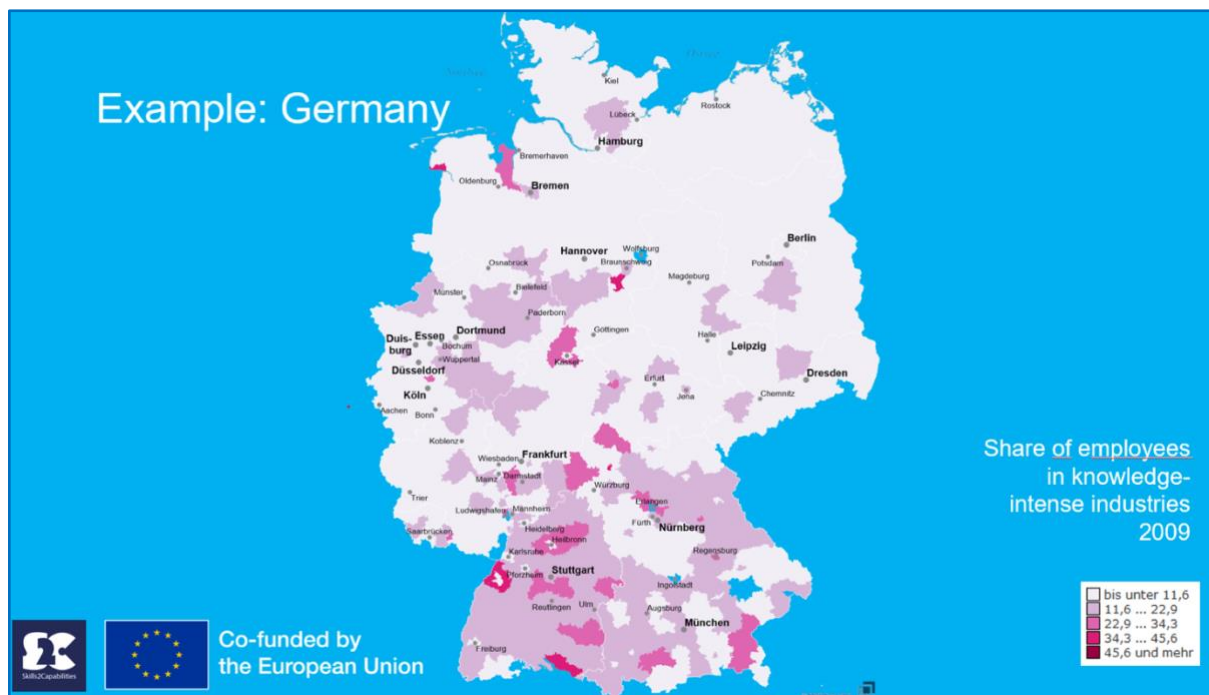 Example: Germany
Kiel
Rostock
Lübeck
Hamburg
Bremerhaven
Oldenburg
Bremen
Berlin
Hannover
Wolfsburg
Potsdam
Osnabrück
Braunschweig
Magdeburg
Münster
Bielefeld
Paderborn
Göttingen
Halle
Dortmund
Essen
Duis-
burg
Bochum
Wuppertal
Leipzig
Kassel
Düsseldorf
Dresden
Erfurt
Köln
Jena
Chemnitz
Aachen
Bonn
Koblenz
Frankfurt
Wiesbaden
Mainz
Darmstadt
Würzburg
Trier
Erlangen
Ludwigshafen
Mannheim
Fürth
Nürnberg
Heidelberg
Saarbrücken
Heilbronn
Karlsruhe
Regensburg
Pforzheim
Stuttgart
Ingolstadt
Reutlingen
Ulm
Augsburg
München
Freiburg
Share of employees
in knowledge-
intense industries
2009
bis unter 11,6
11,6 ... 22,9
22,9 ... 34,3
34,3 ... 45,6
45,6 und mehr
Skills2Capabilities
Co-funded by
the European Union